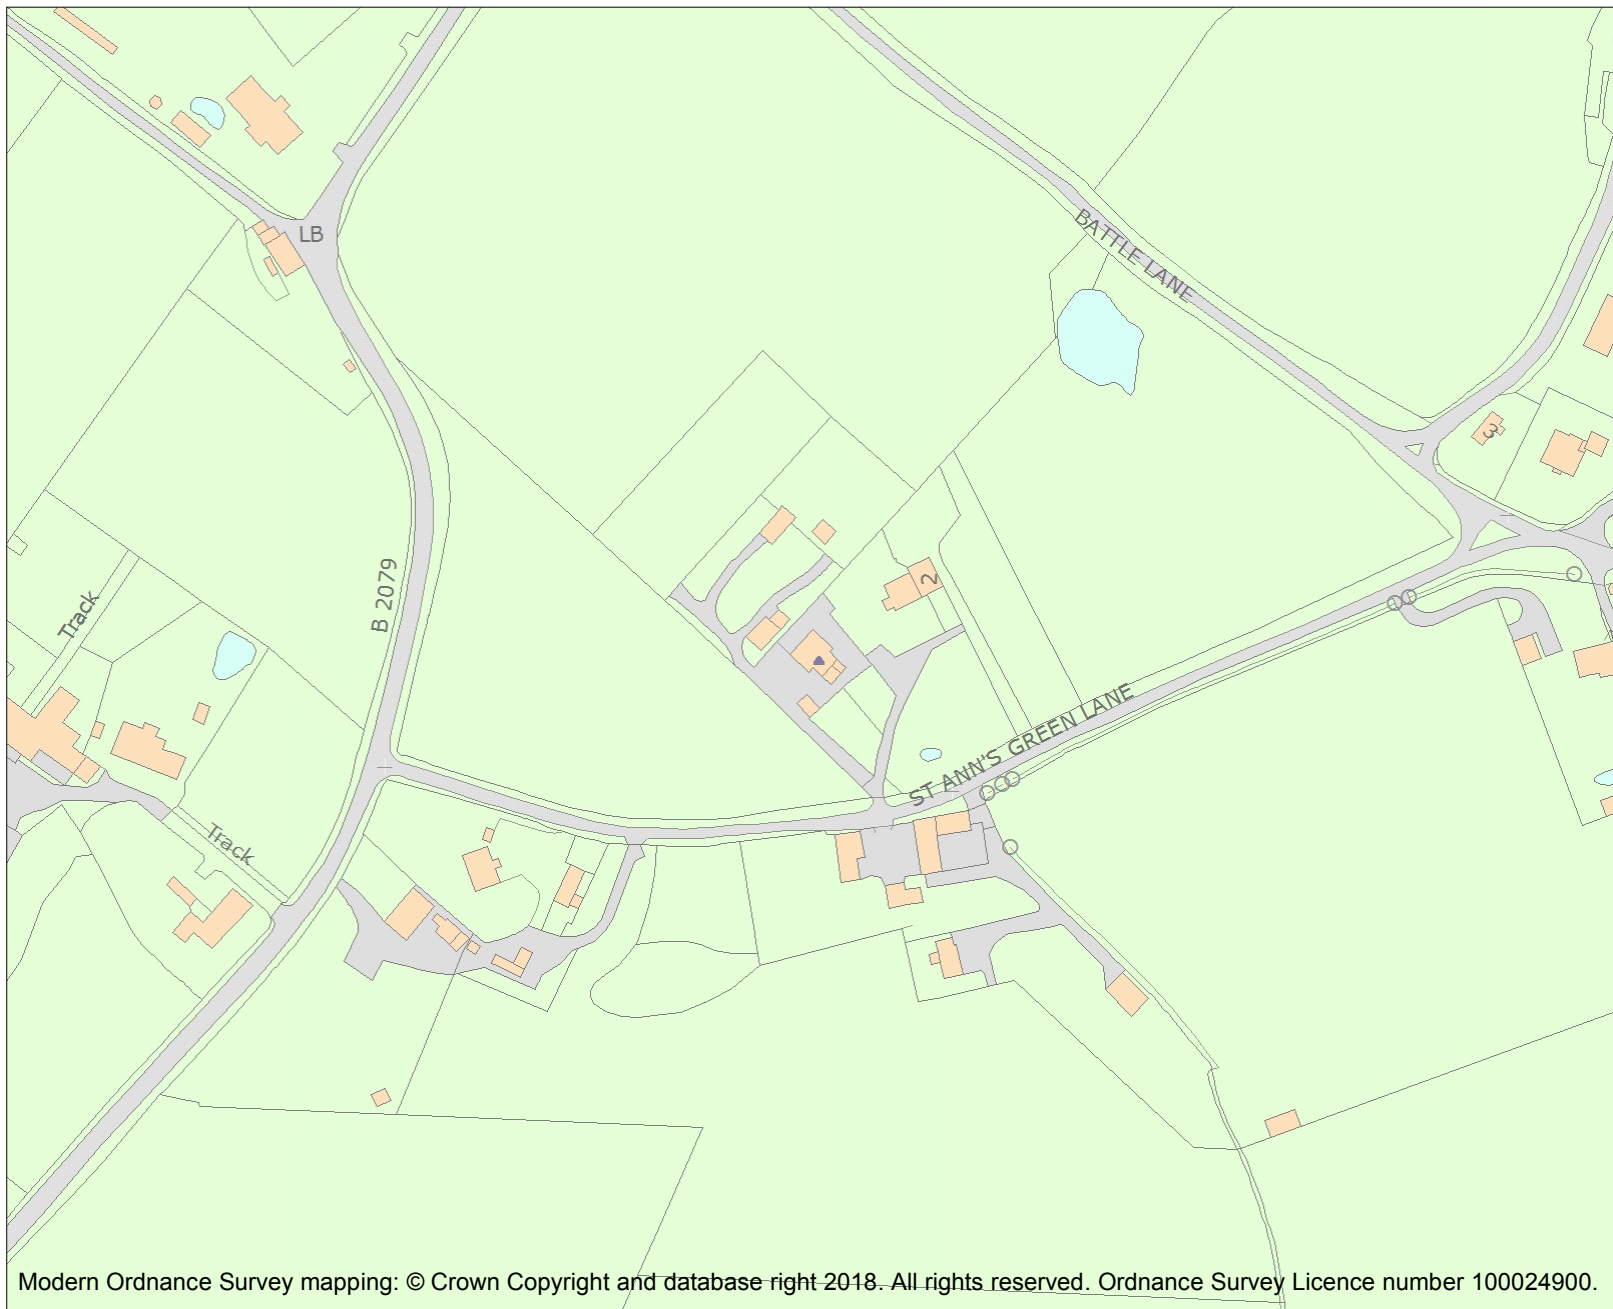 LB
BATTLE LANE
3
B 2079
2
Track
ST ANN'S GREEN LANE
Track
Modern Ordnance Survey mapping: © Crown Copyright and database right 2018. All rights reserved. Ordnance Survey Licence number 100024900.